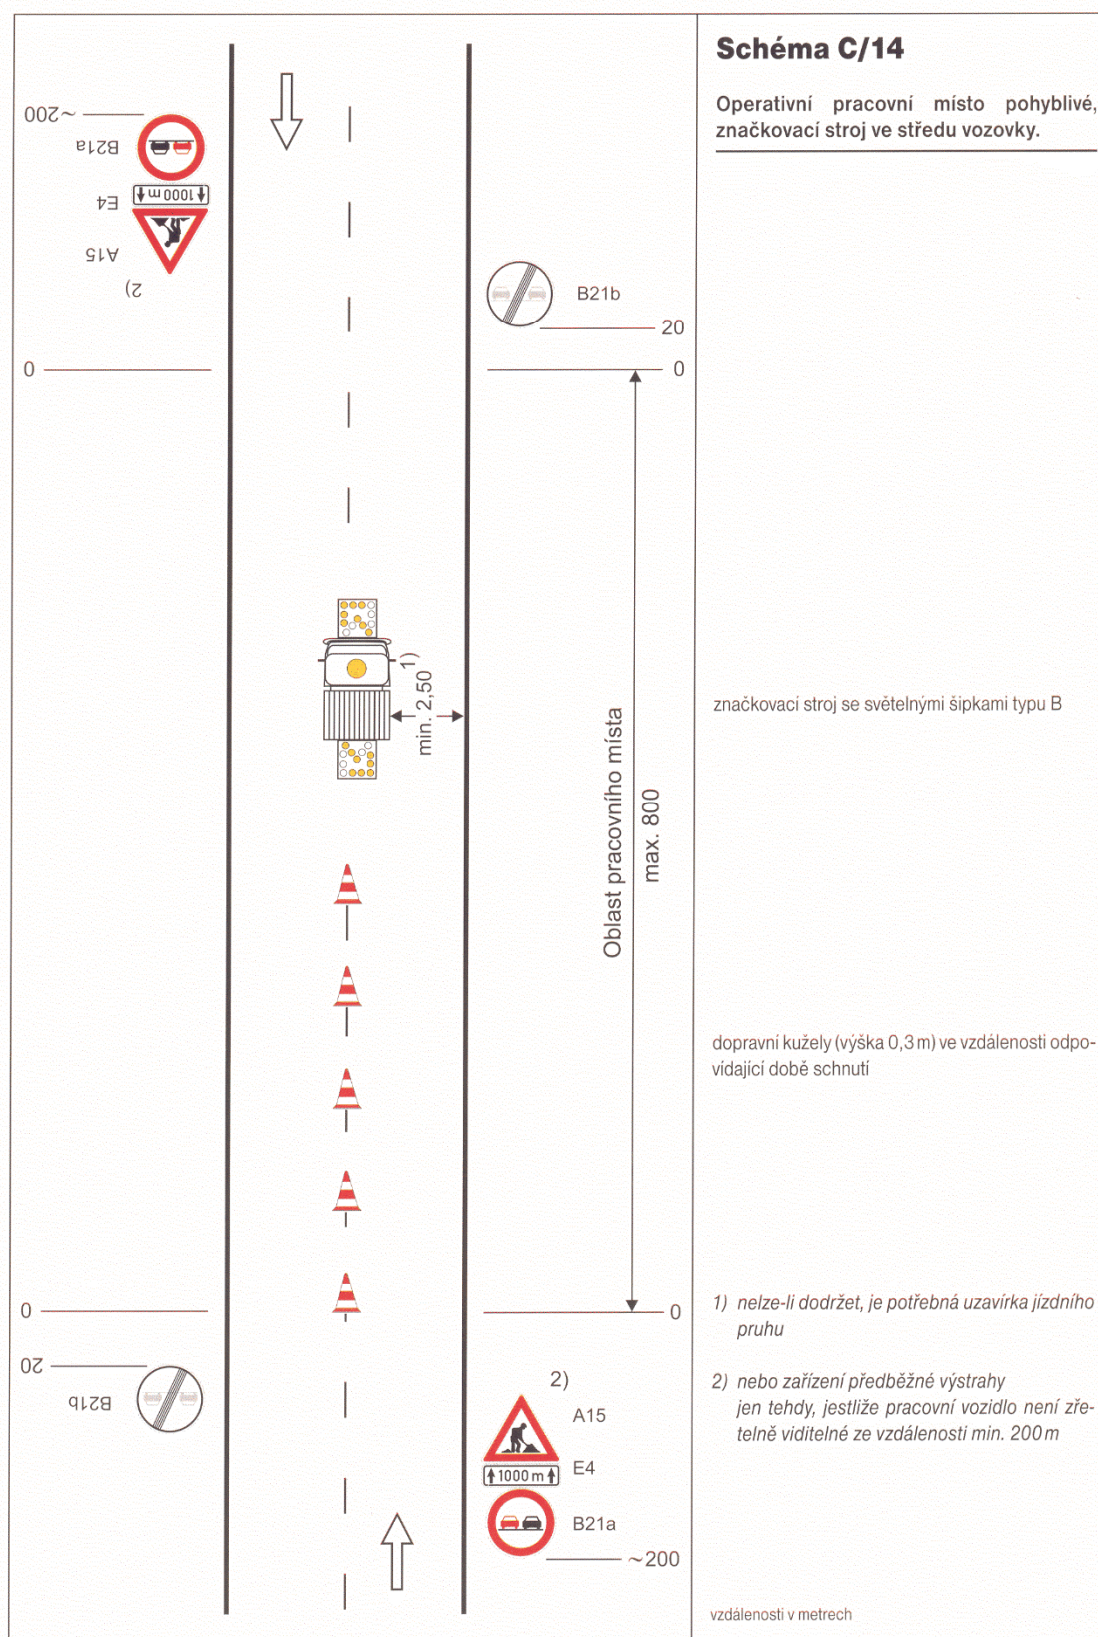 Schéma C/14
Operativní pracovní místo pohyblivé,
značkovací stroj ve středu vozovky.
~200
B21a
E4
1000 m
A15
2)
B21b
20
0
0
1)
min. 2,50
Oblast pracovního místa
max. 800
značkovací stroj se světelnými šipkami typu B
dopravní kužely (výška 0,3 m) ve vzdálenosti odpo-
vídající době schnutí
0
0
20
B21b
2)
A15
E4
1000 m
B21a
~200
1) nelze-li dodržet, je potřebná uzavírka jízdního
pruhu
2) nebo zařízení předběžné výstrahy
jen tehdy, jestliže pracovní vozidlo není zře-
telně viditelné ze vzdálenosti min. 200 m
vzdálenosti v metrech